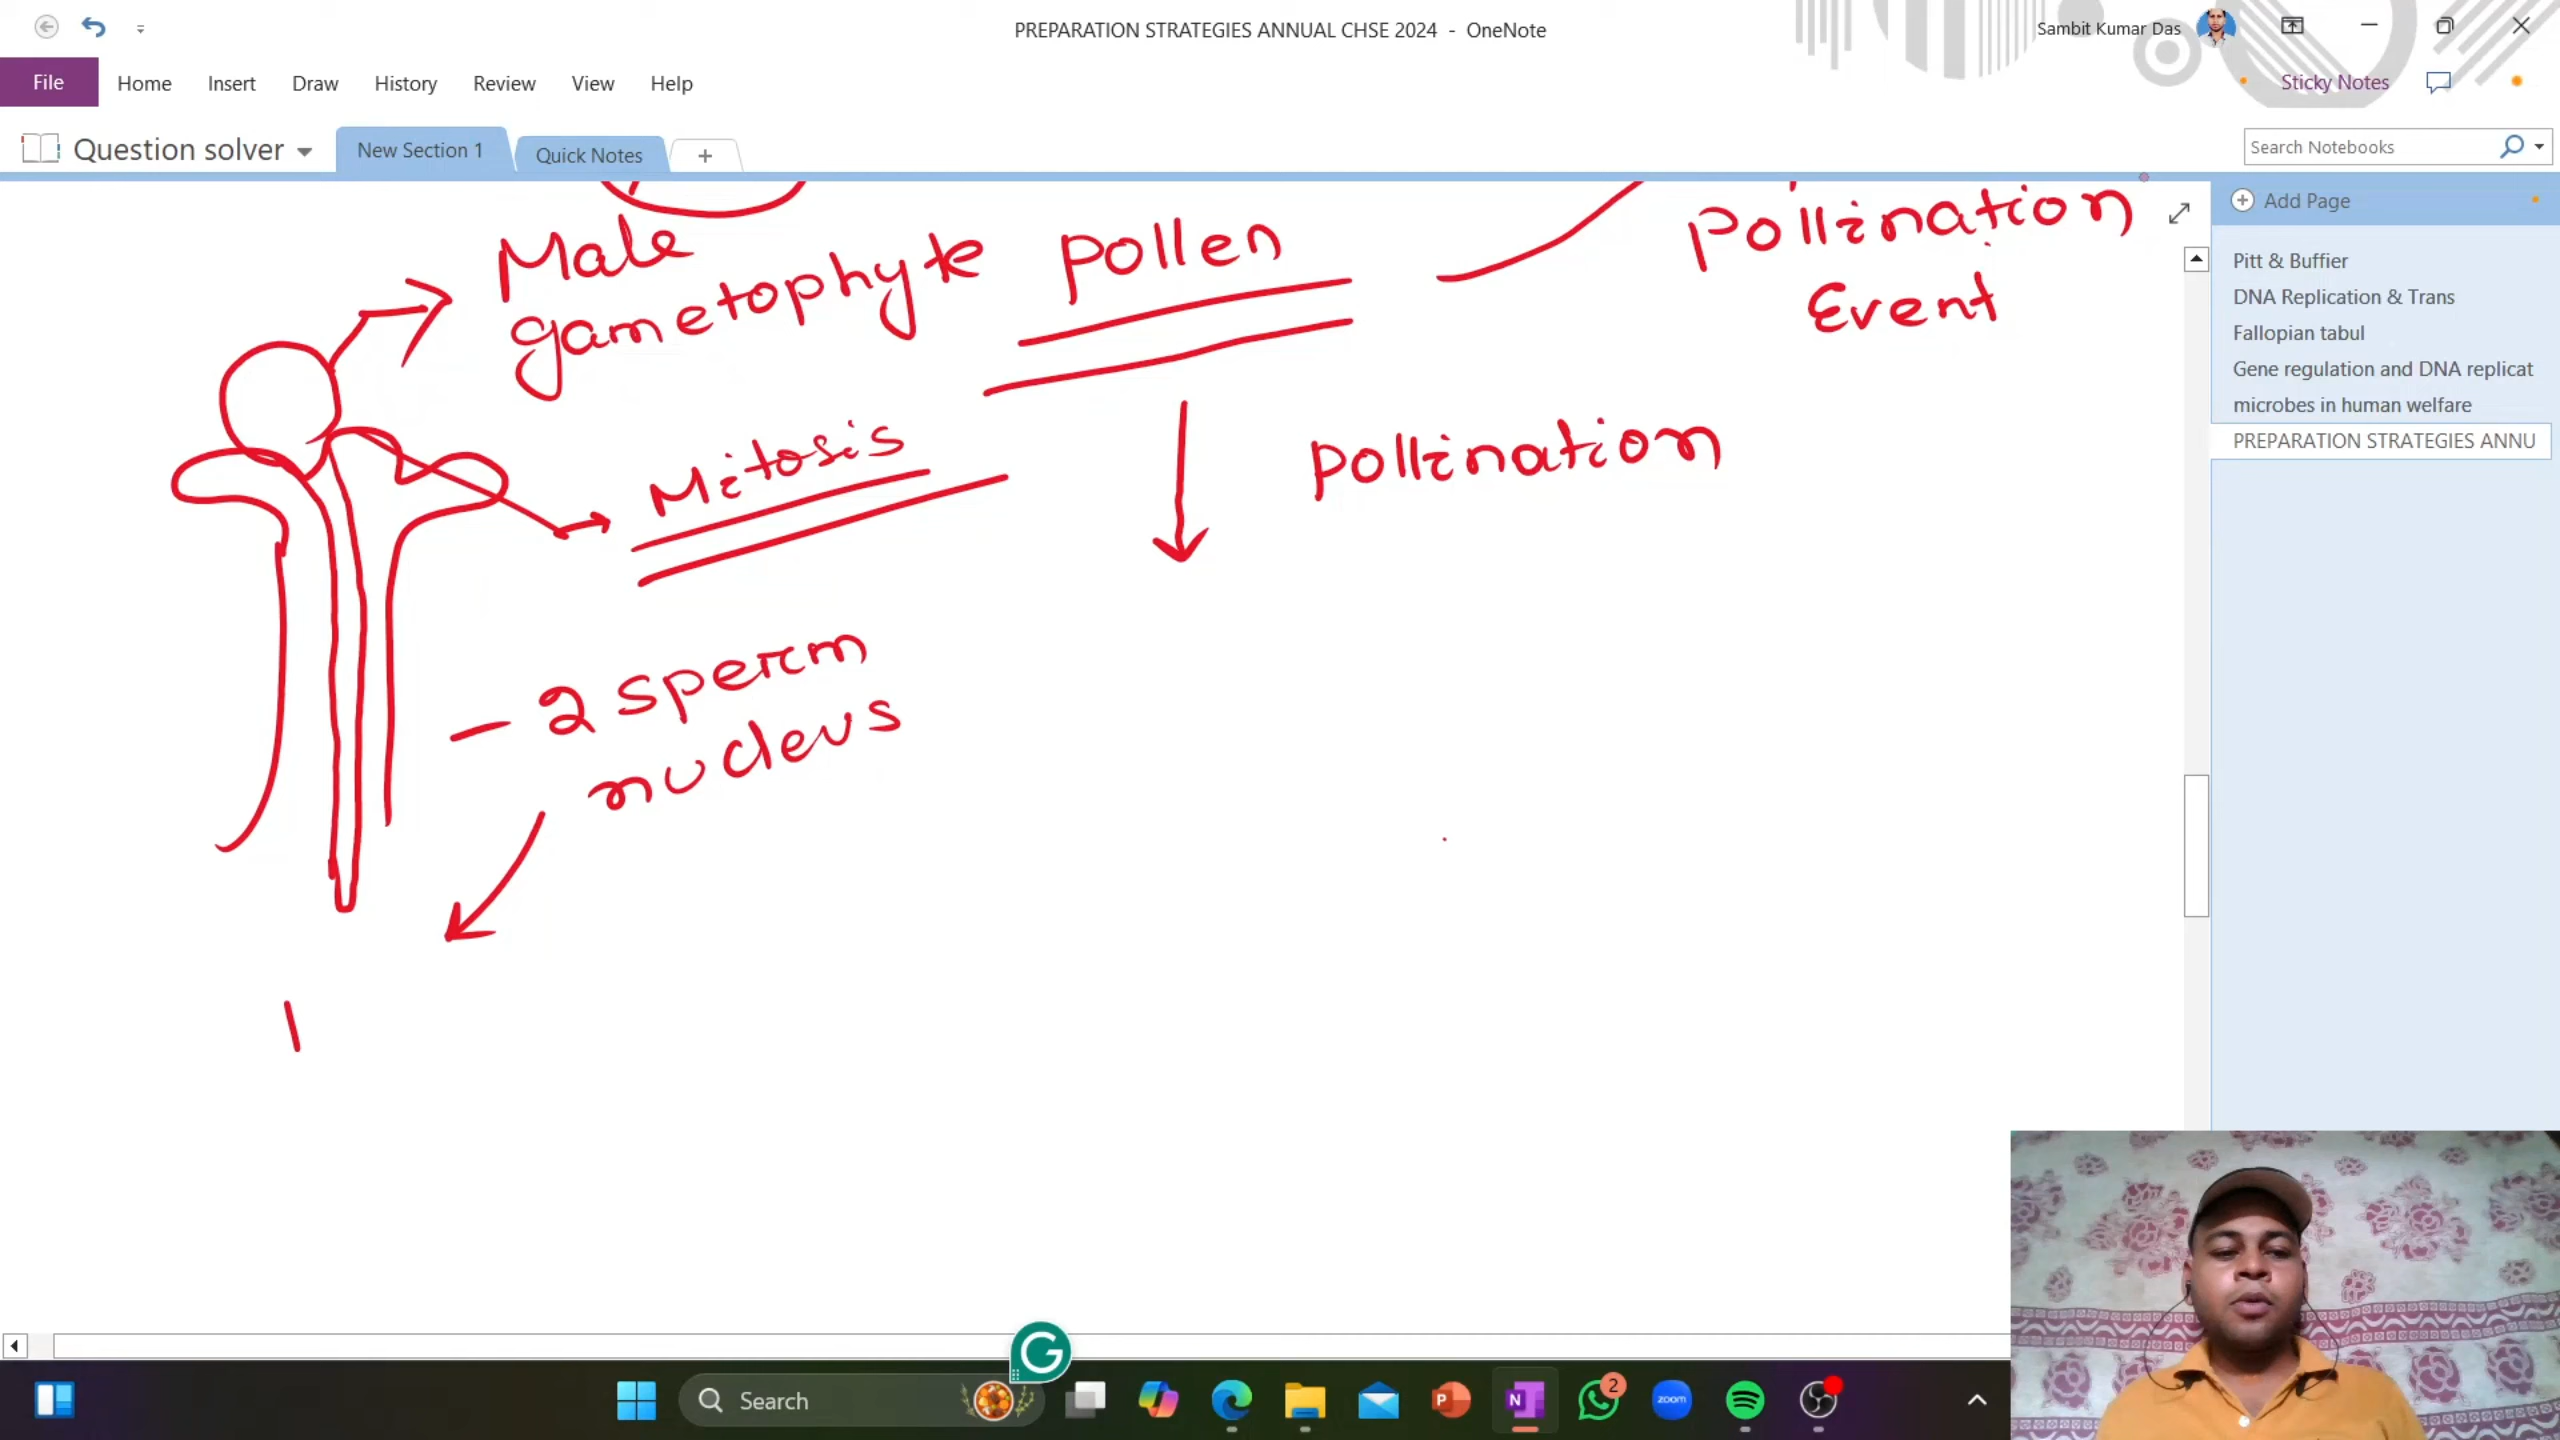 PREPARATION STRATEGIES ANNUAL CHSE 2024 - OneNote
Sambit Kumar Das
File Home Insert Draw History Review View Help
Sticky Notes
Question solver
New Section 1
Quick Notes
Search Notebooks
Add Page
Pitt & Buffier
DNA Replication & Trans
Fallopian tabul
Gene regulation and DNA replicat
microbes in human welfare
PREPARATION STRATEGIES ANNU
Male
gametophyte
Pollen
Pollination
Event
Mitosis
Pollination
- 2 sperm
nucleus
Search
P
N
2
zoom
G